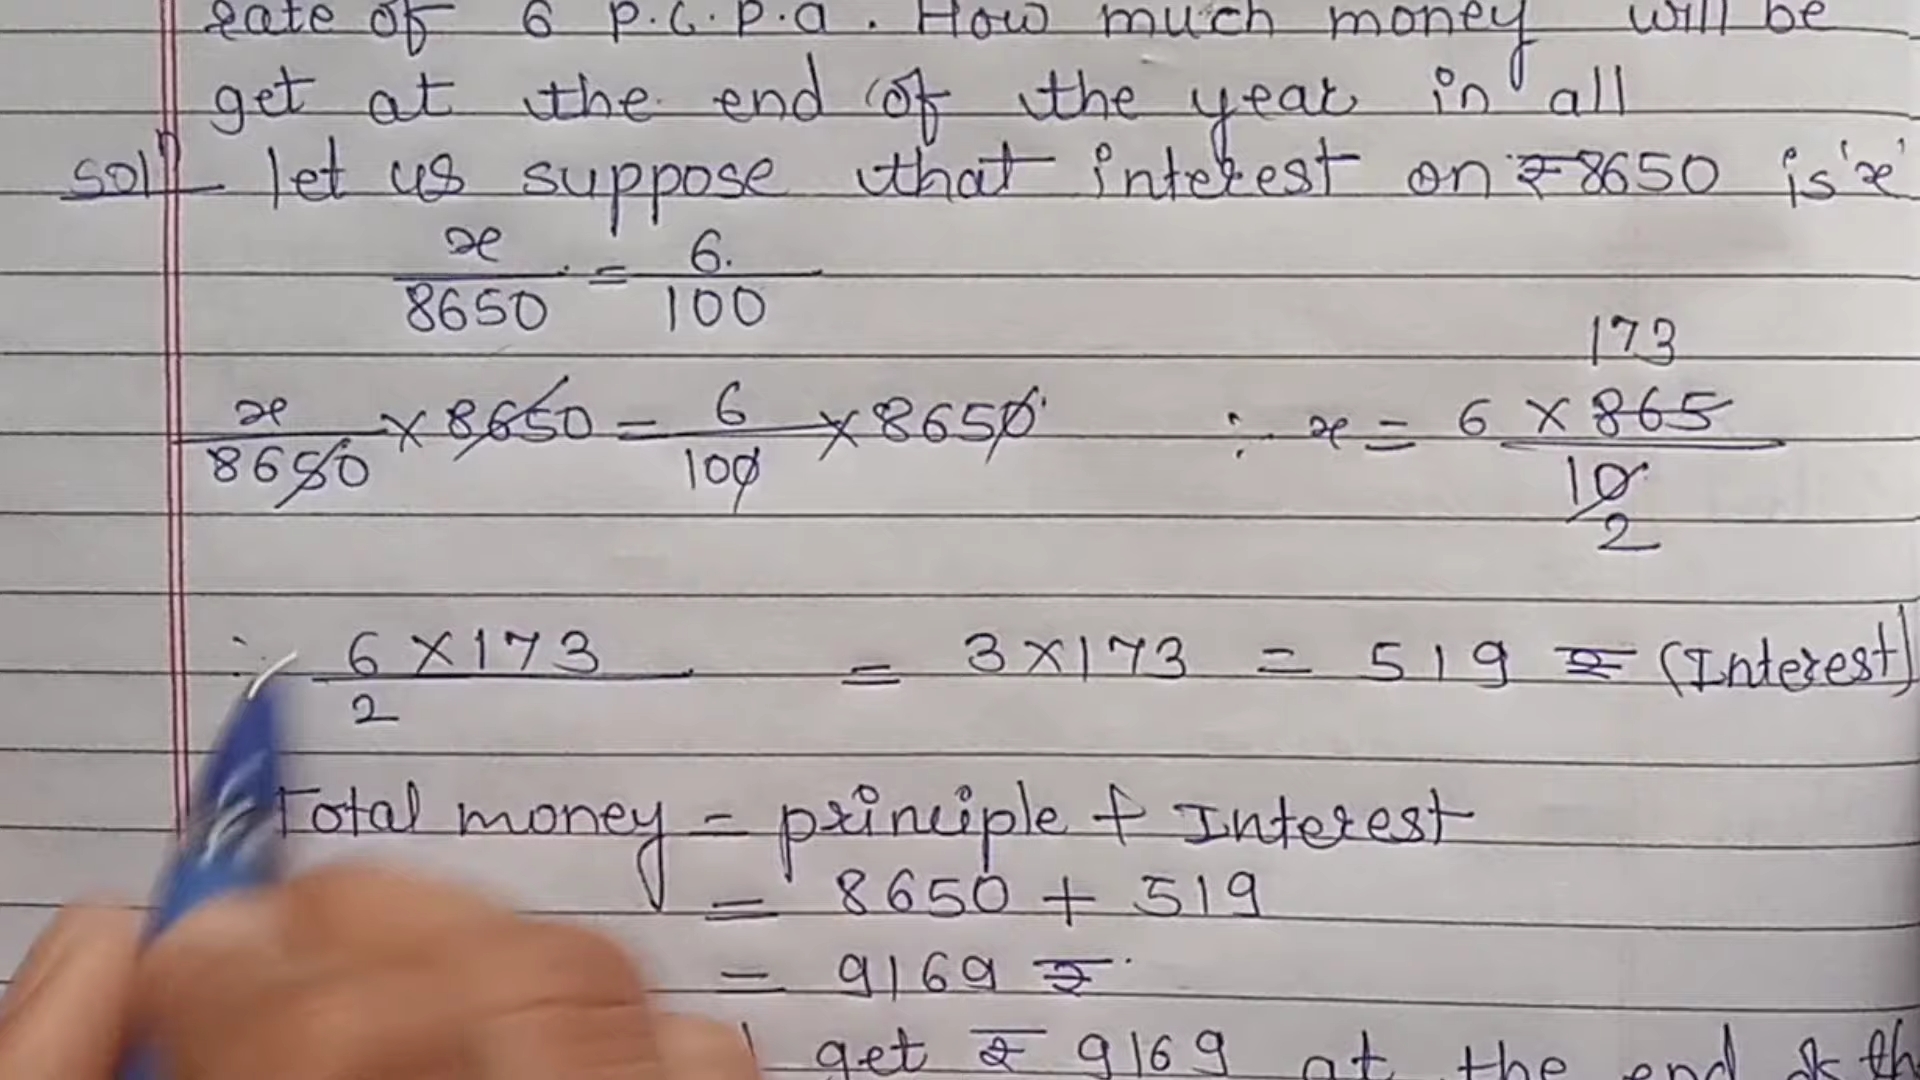 rate of 6 p.c.p.a. How much money will be
get at the end of the year in all
solⁿ let us suppose that interest on ₹8650 is 'x'
x/8650 = 6/100
x/8650 × 8650 = 6/100 × 8650 ∴ x = 6 × 865/10
173
2
∴ 6×173/2 = 3×173 = 519 ₹ (Interest)
Total money = principle + Interest
= 8650 + 519
= 9169 ₹
get ₹ 9169 at the end of th